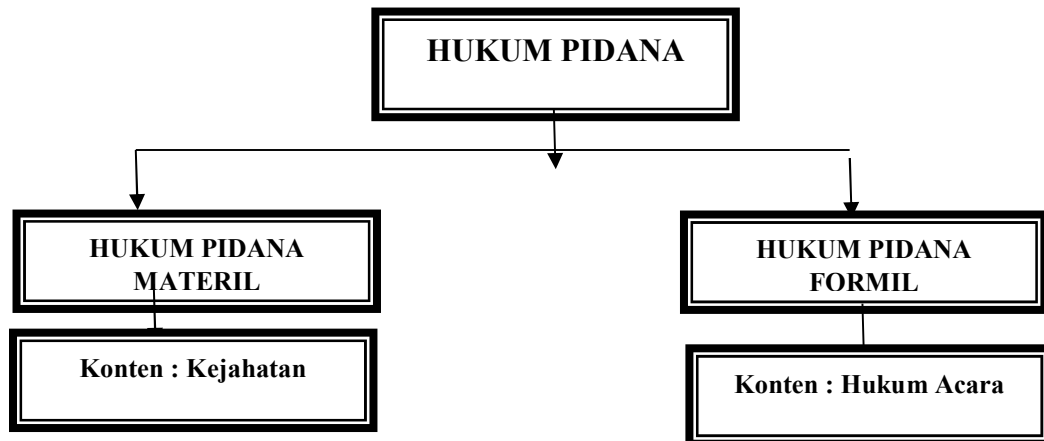 HUKUM PIDANA
HUKUM PIDANA
MATERIL
HUKUM PIDANA
FORMIL
Konten : Kejahatan
Konten : Hukum Acara